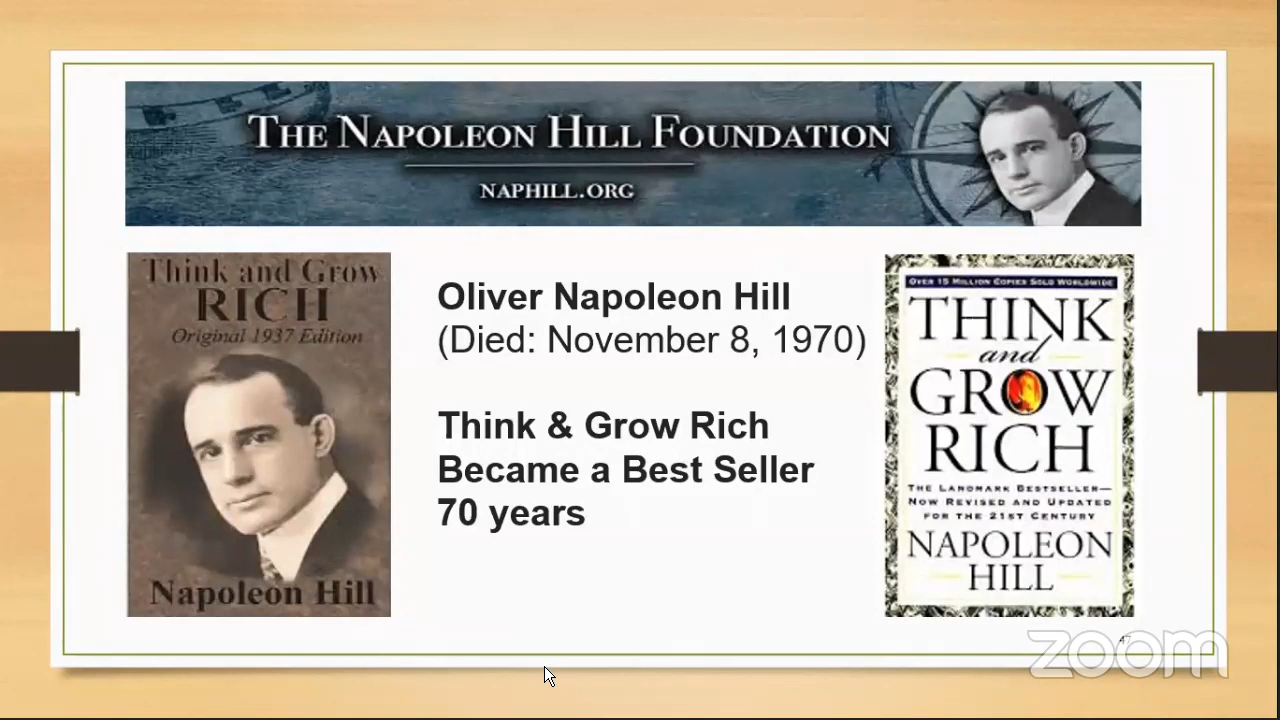 THE NAPOLEON HILL FOUNDATION
NAPHILL.ORG
Think and Grow
RICH
Original 1937 Edition
Napoleon Hill
Oliver Napoleon Hill
(Died: November 8, 1970)
Think & Grow Rich
Became a Best Seller
70 years
OVER 15 MILLION COPIES SOLD WORLDWIDE
THINK
and
GROW
RICH
THE LANDMARK BESTSELLER—
NOW REVISED AND UPDATED
FOR THE 21ST CENTURY
NAPOLEON
HILL
47
zoom